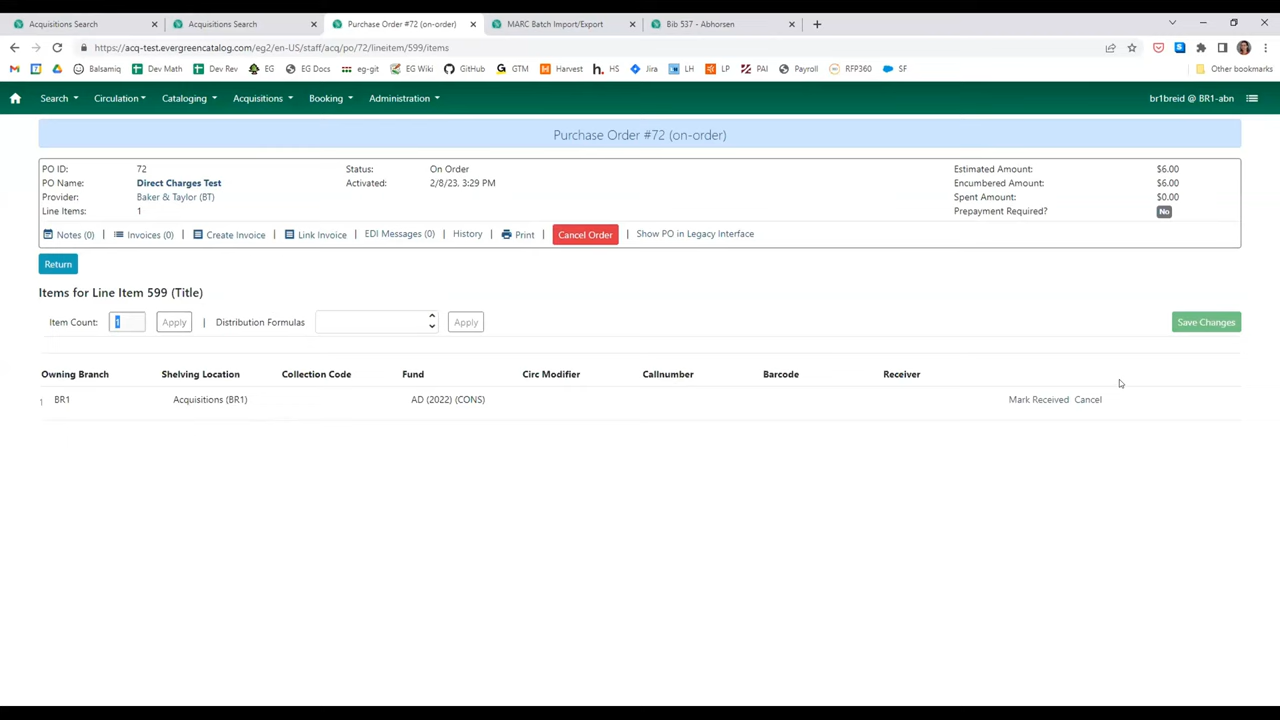 Acquisitions Search
Acquisitions Search
Purchase Order #72 (on-order)
MARC Batch Import/Export
Bib 537 - Abhorsen
https://acq-test.evergreencatalog.com/eg2/en-US/staff/acq/po/72/lineitem/599/items
Balsamiq Dev Math Dev Rev EG EG Docs eg-git EG Wiki GitHub GTM Harvest HS Jira LH LP PAI Payroll RFP360 SF Other bookmarks
Search Circulation Cataloging Acquisitions Booking Administration br1breid @ BR1-abn
Purchase Order #72 (on-order)
PO ID: 72 Status: On Order Estimated Amount: $6.00
PO Name: Direct Charges Test Activated: 2/8/23, 3:29 PM Encumbered Amount: $6.00
Provider: Baker & Taylor (BT) Spent Amount: $0.00
Line Items: 1 Prepayment Required? No
Notes (0) | Invoices (0) | Create Invoice | Link Invoice | EDI Messages (0) | History | Print | Cancel Order | Show PO in Legacy Interface
Return
Items for Line Item 599 (Title)
Item Count: 1 Apply | Distribution Formulas Apply Save Changes
Owning Branch Shelving Location Collection Code Fund Circ Modifier Callnumber Barcode Receiver
1 BR1 Acquisitions (BR1) AD (2022) (CONS) Mark Received Cancel